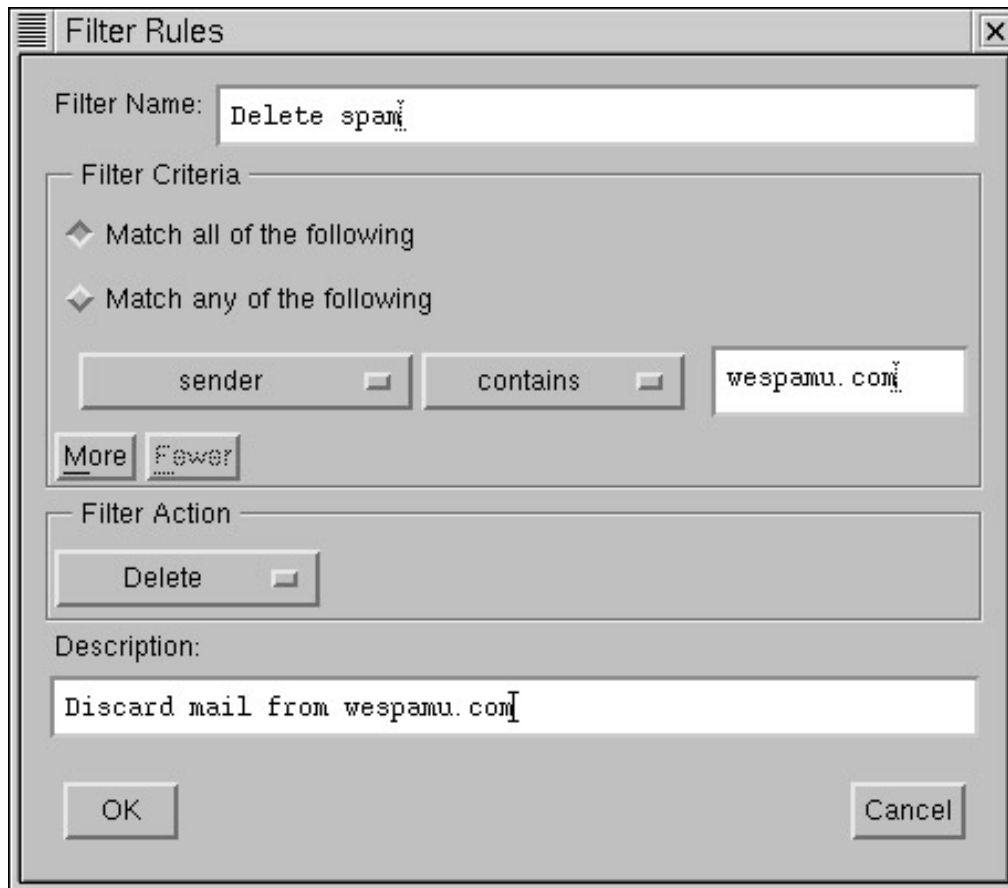 Filter Rules
Filter Name: Delete spam
Filter Criteria
Match all of the following
Match any of the following
sender contains wespamu.com
More Fewer
Filter Action
Delete
Description:
Discard mail from wespamu.com
OK Cancel